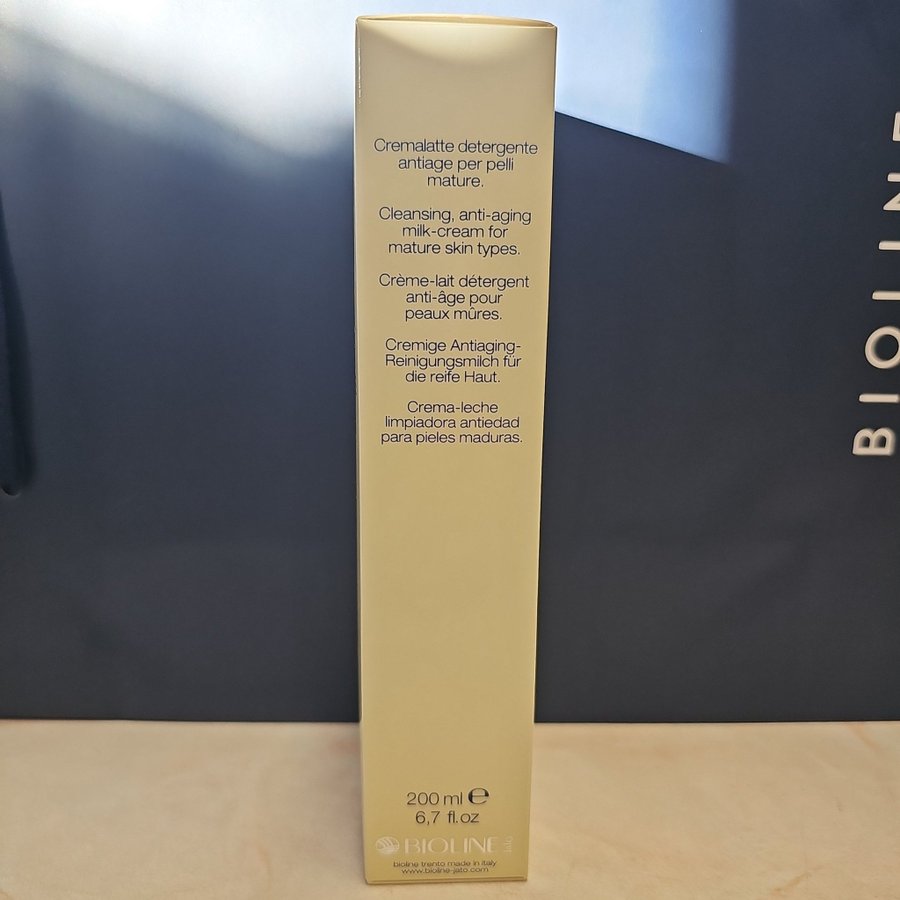 Cremalatte detergente
antiage per pelli
mature.
Cleansing, anti-aging
milk-cream for
mature skin types.
Crème-lait détergent
anti-âge pour
peaux mûres.
Cremige Antiaging-
Reinigungsmilch für
die reife Haut.
Crema-leche
limpiadora antiedad
para pieles maduras.
200 ml ℮
6,7 fl.oz
BIOLINE jatò
bioline trento made in italy
www.bioline-jato.com
BIOLINE